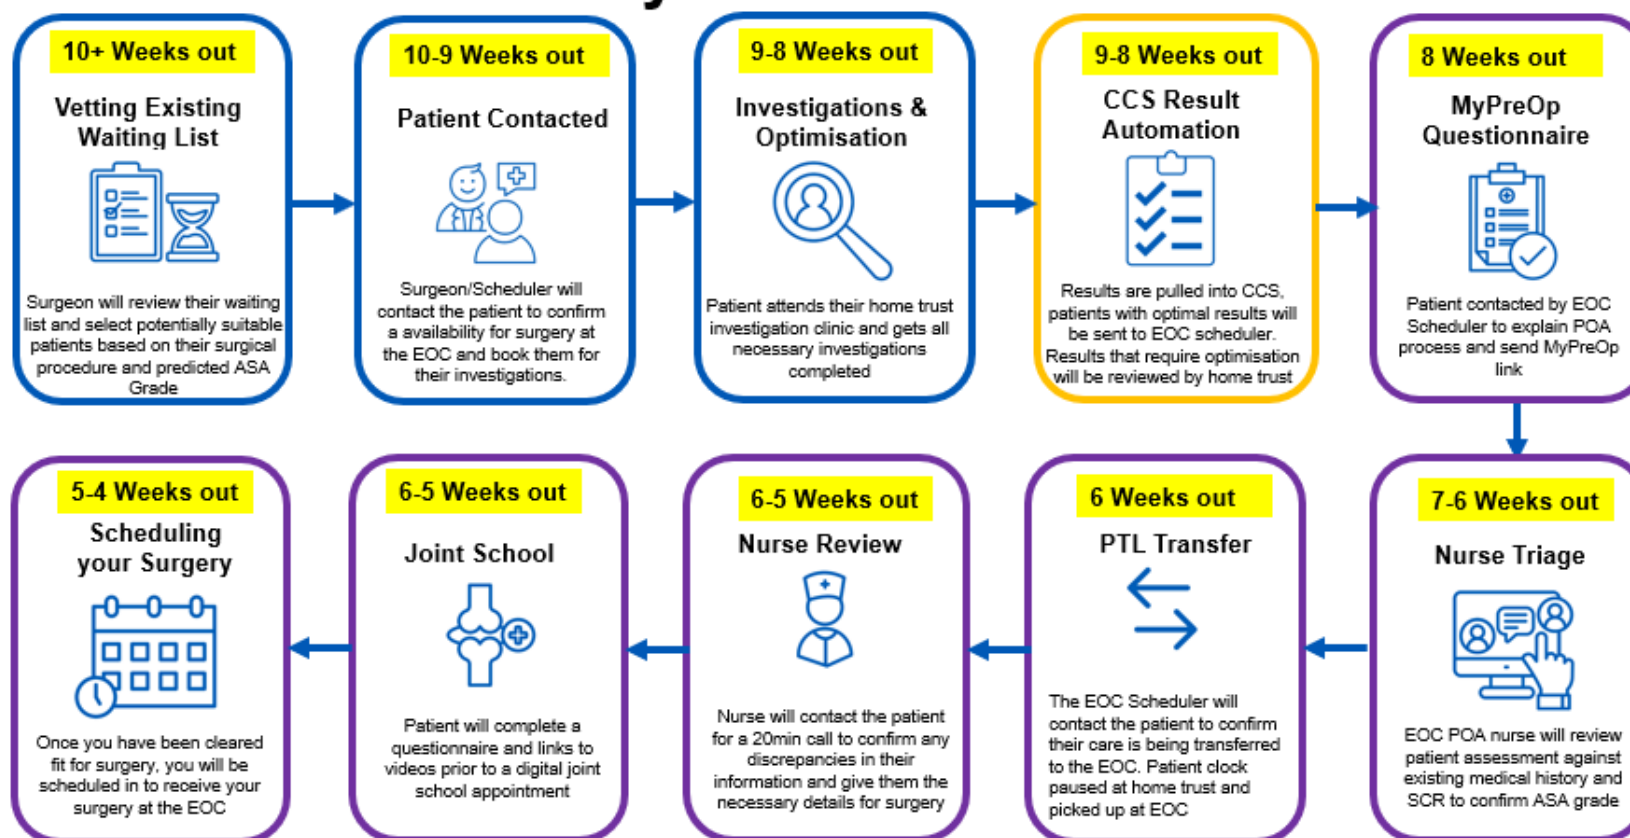 10+ Weeks out
Vetting Existing
Waiting List
Surgeon will review their waiting
list and select potentially suitable
patients based on their surgical
procedure and predicted ASA
Grade
10-9 Weeks out
Patient Contacted
Surgeon/Scheduler will
contact the patient to confirm
a availability for surgery at
the EOC and book them for
their investigations.
9-8 Weeks out
Investigations &
Optimisation
Patient attends their home trust
investigation clinic and gets all
necessary investigations
completed
9-8 Weeks out
CCS Result
Automation
Results are pulled into CCS,
patients with optimal results will
be sent to EOC scheduler.
Results that require optimisation
will be reviewed by home trust
8 Weeks out
MyPreOp
Questionnaire
Patient contacted by EOC
Scheduler to explain POA
process and send MyPreOp
link
7-6 Weeks out
Nurse Triage
EOC POA nurse will review
patient assessment against
existing medical history and
SCR to confirm ASA grade
6 Weeks out
PTL Transfer
The EOC Scheduler will
contact the patient to confirm
their care is being transferred
to the EOC. Patient clock
paused at home trust and
picked up at EOC
6-5 Weeks out
Nurse Review
Nurse will contact the patient
for a 20min call to confirm any
discrepancies in their
information and give them the
necessary details for surgery
6-5 Weeks out
Joint School
Patient will complete a
questionnaire and links to
videos prior to a digital joint
school appointment
5-4 Weeks out
Scheduling
your Surgery
Once you have been cleared
fit for surgery, you will be
scheduled in to receive your
surgery at the EOC